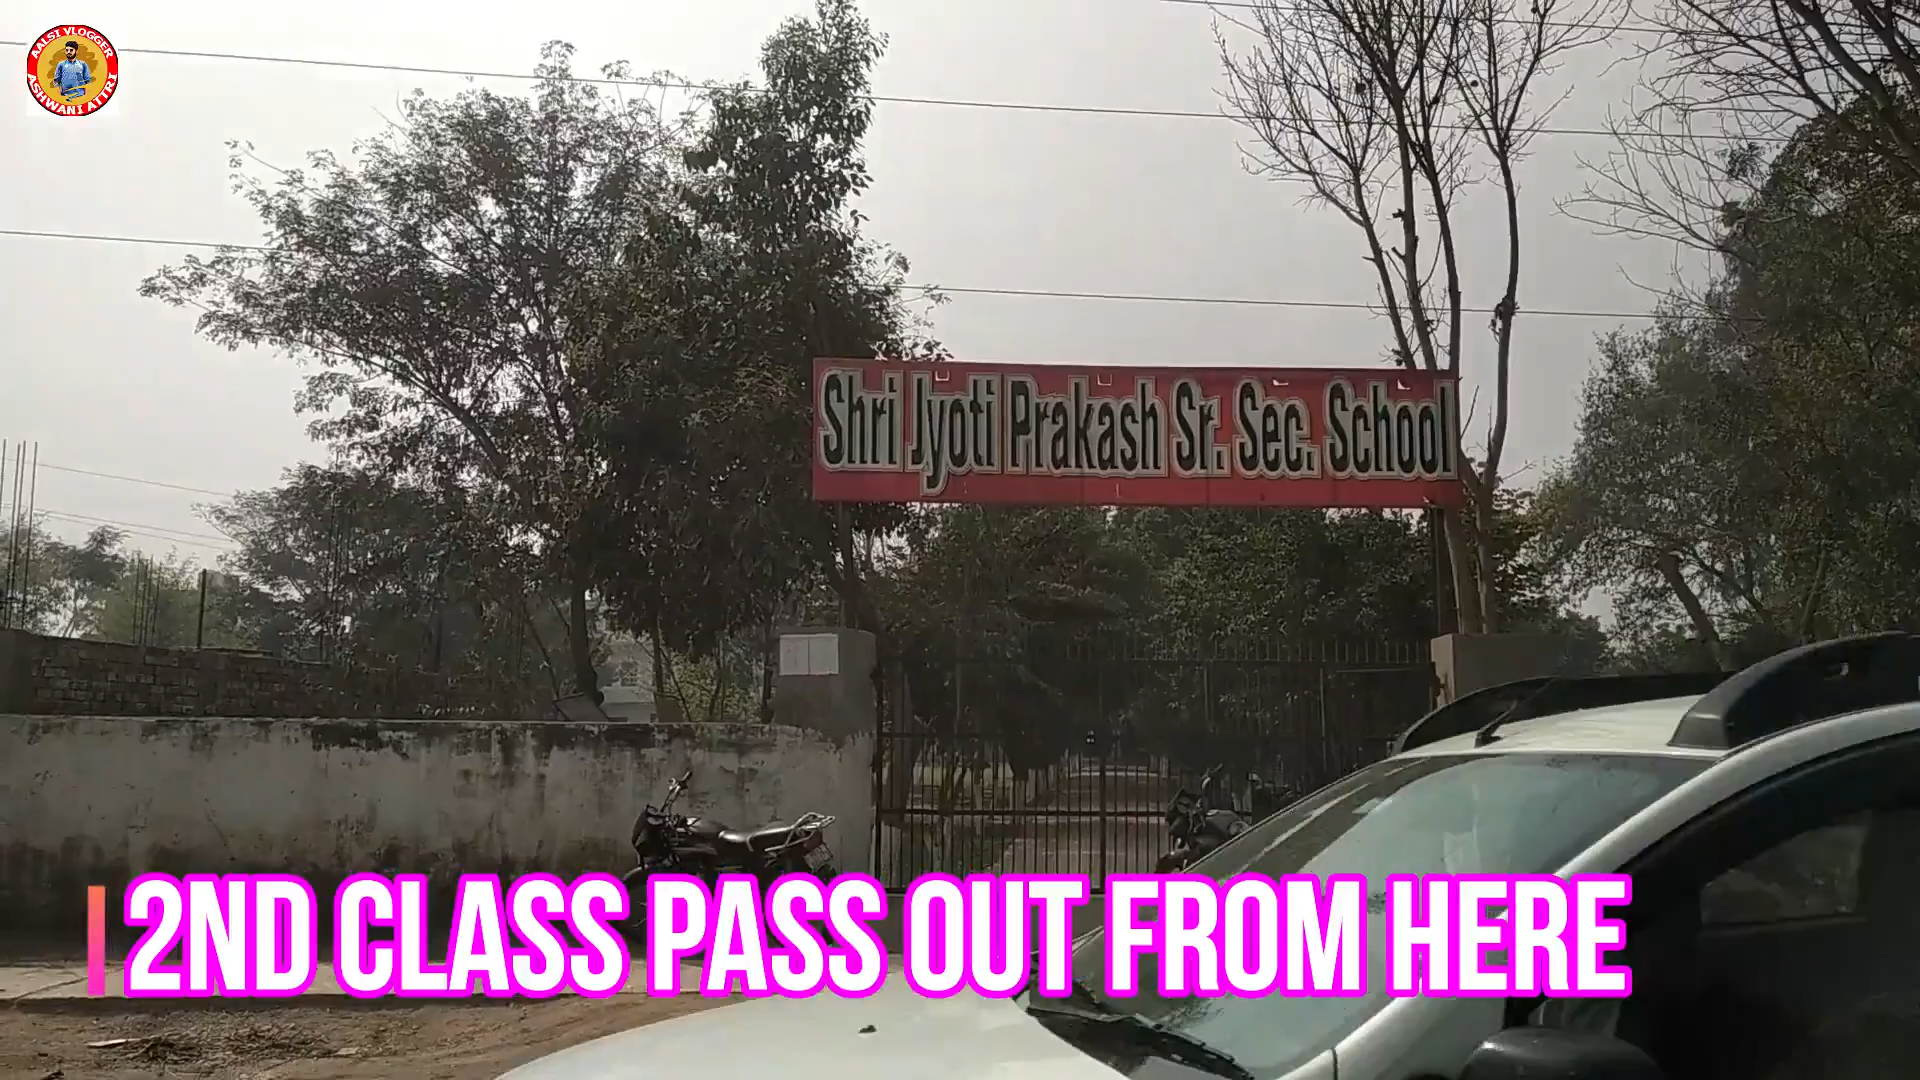 AALSI VLOGGER
ASHWANI ATTRI
Shri Jyoti Prakash Sr. Sec. School
2ND CLASS PASS OUT FROM HERE